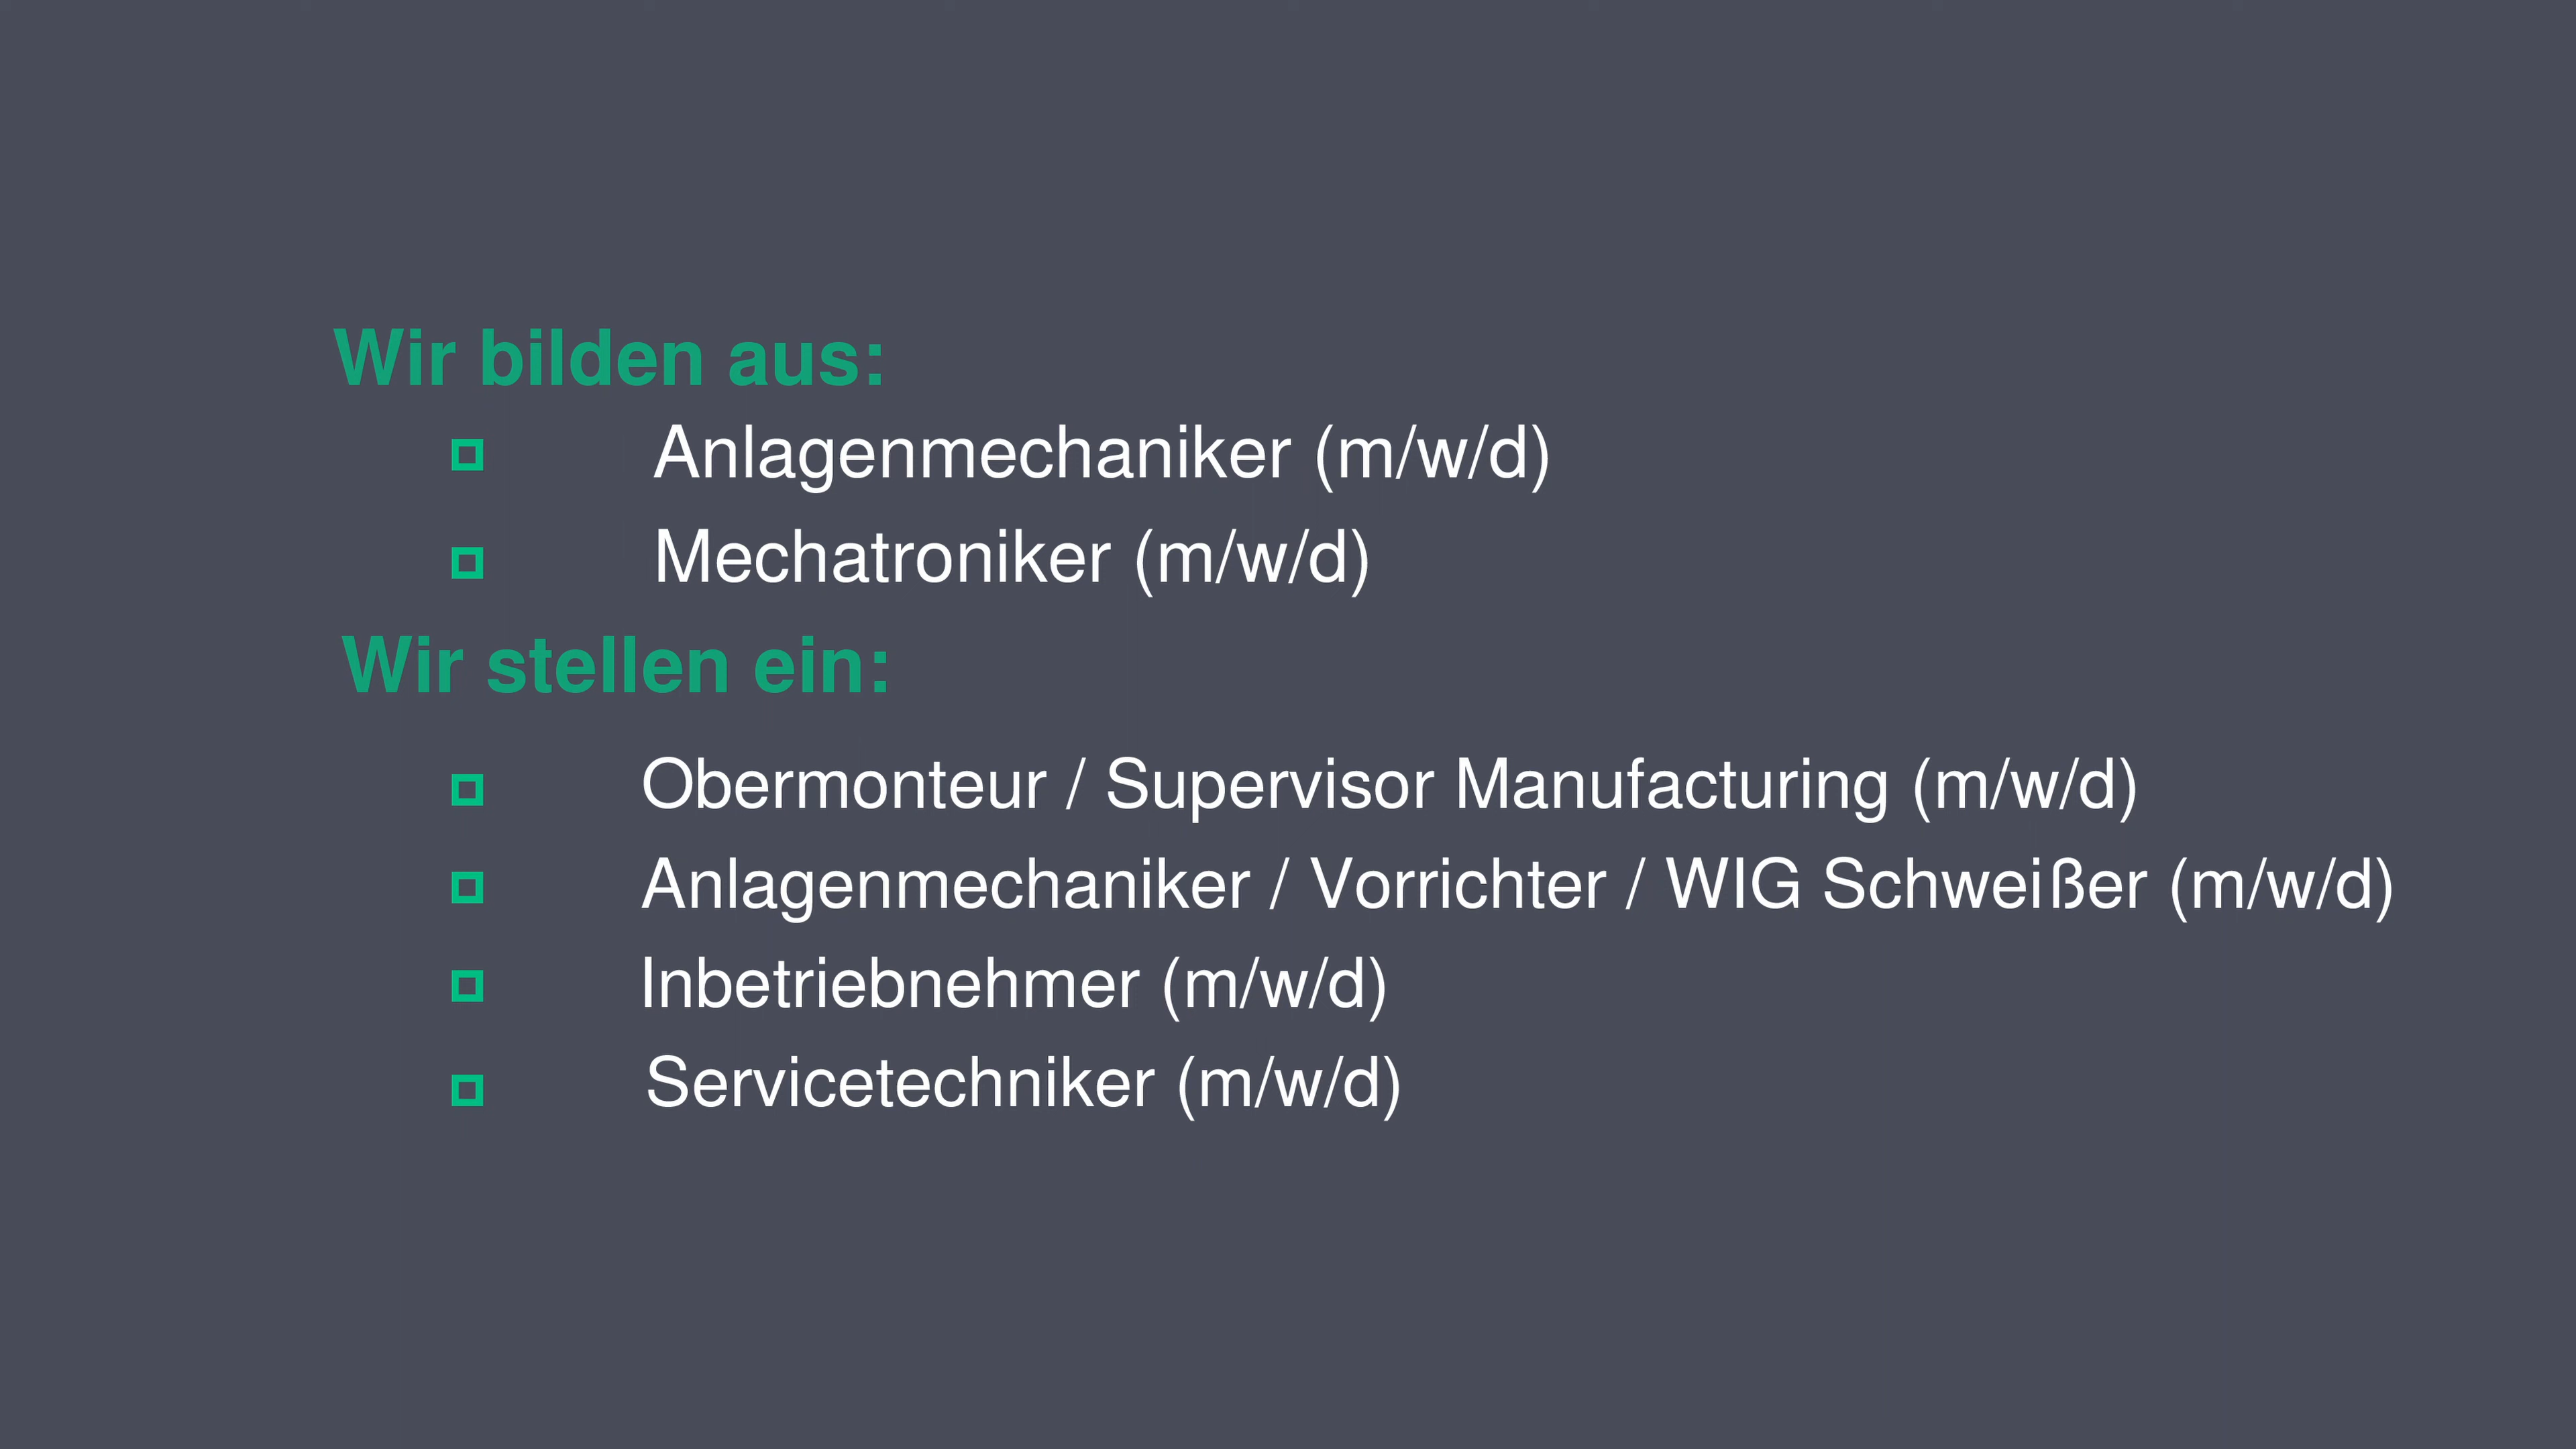 Wir bilden aus:
Anlagenmechaniker (m/w/d)
Mechatroniker (m/w/d)
Wir stellen ein:
Obermonteur / Supervisor Manufacturing (m/w/d)
Anlagenmechaniker / Vorrichter / WIG Schweißer (m/w/d)
Inbetriebnehmer (m/w/d)
Servicetechniker (m/w/d)